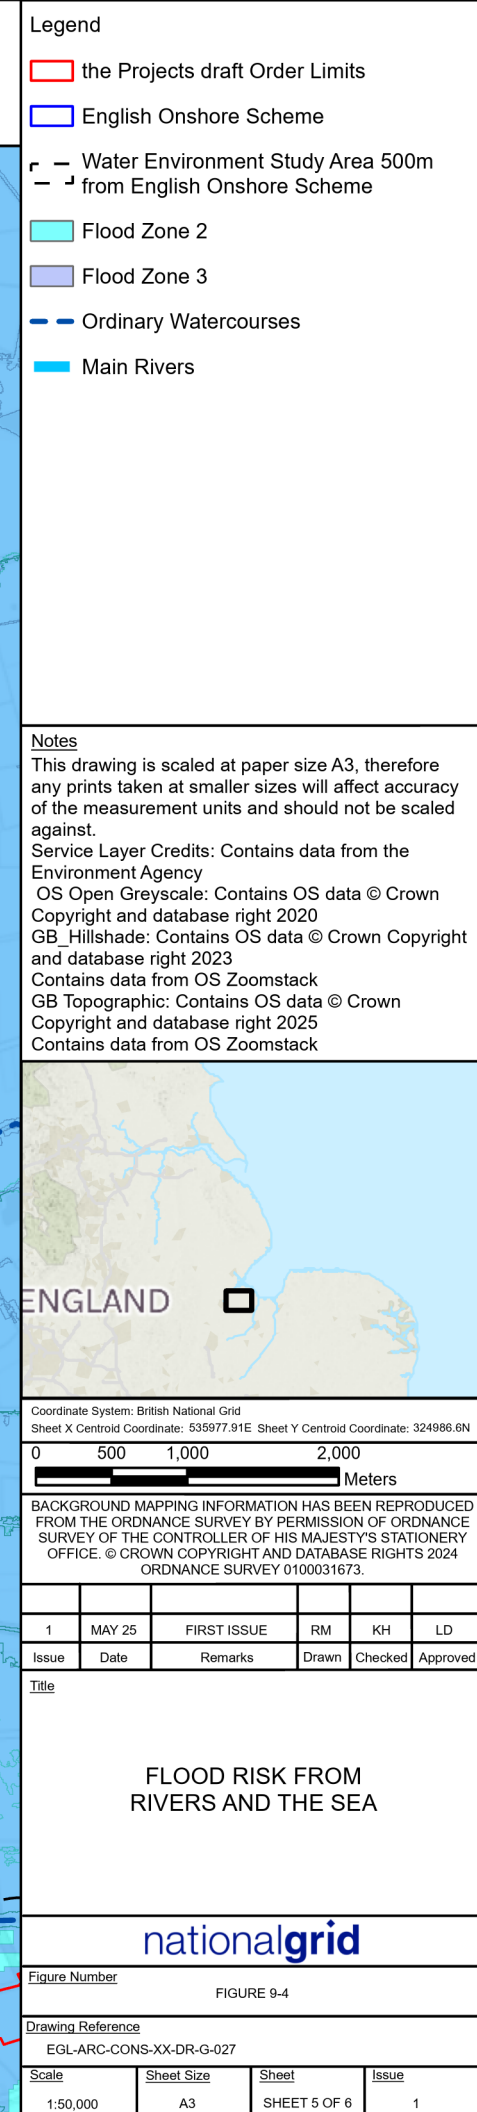 Legend
the Projects draft Order Limits
English Onshore Scheme
Water Environment Study Area 500m
from English Onshore Scheme
Flood Zone 2
Flood Zone 3
Ordinary Watercourses
Main Rivers
Notes
This drawing is scaled at paper size A3, therefore
any prints taken at smaller sizes will affect accuracy
of the measurement units and should not be scaled
against.
Service Layer Credits: Contains data from the
Environment Agency
OS Open Greyscale: Contains OS data © Crown
Copyright and database right 2020
GB_Hillshade: Contains OS data © Crown Copyright
and database right 2023
Contains data from OS Zoomstack
GB Topographic: Contains OS data © Crown
Copyright and database right 2025
Contains data from OS Zoomstack
ENGLAND
Coordinate System: British National Grid
Sheet X Centroid Coordinate: 535977.91E Sheet Y Centroid Coordinate: 324986.6N
0 500 1,000 2,000
Meters
BACKGROUND MAPPING INFORMATION HAS BEEN REPRODUCED
FROM THE ORDNANCE SURVEY BY PERMISSION OF ORDNANCE
SURVEY OF THE CONTROLLER OF HIS MAJESTY'S STATIONERY
OFFICE. © CROWN COPYRIGHT AND DATABASE RIGHTS 2024
ORDNANCE SURVEY 0100031673.
1 MAY 25 FIRST ISSUE RM KH LD
Issue Date Remarks Drawn Checked Approved
Title
FLOOD RISK FROM
RIVERS AND THE SEA
nationalgrid
Figure Number
FIGURE 9-4
Drawing Reference
EGL-ARC-CONS-XX-DR-G-027
Scale Sheet Size Sheet Issue
1:50,000 A3 SHEET 5 OF 6 1